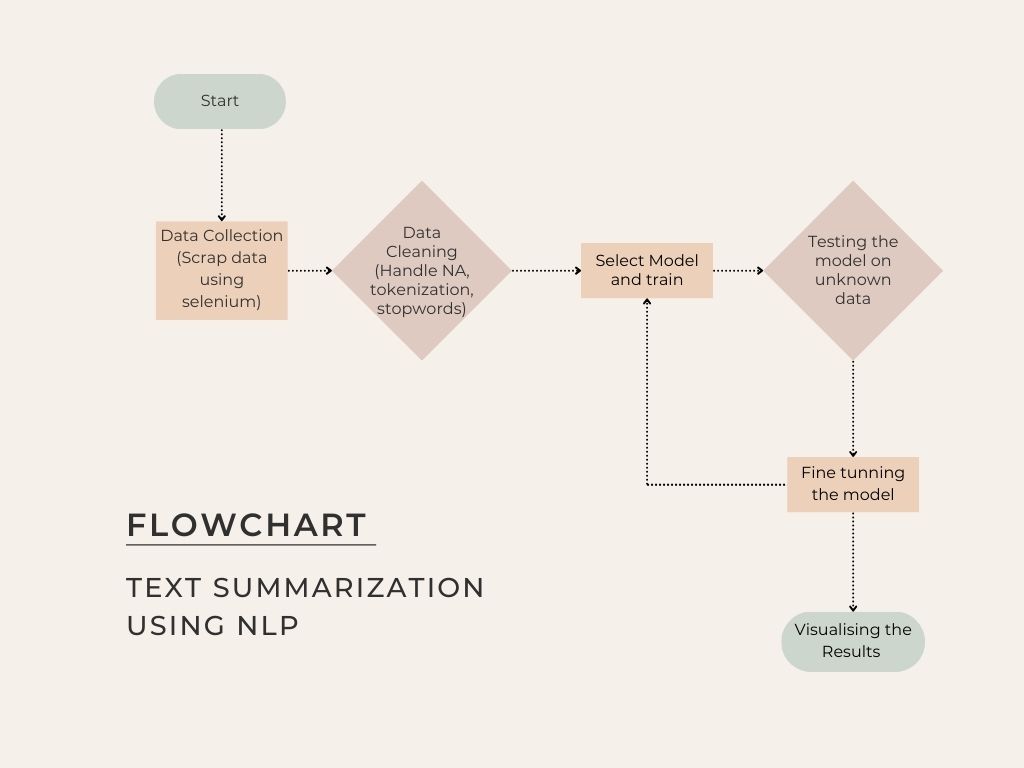 Start
Data Collection
(Scrap data
using
selenium)
Data
Cleaning
(Handle NA,
tokenization,
stopwords)
Select Model
and train
Testing the
model on
unknown
data
Fine tunning
the model
Visualising the
Results
FLOWCHART
TEXT SUMMARIZATION
USING NLP